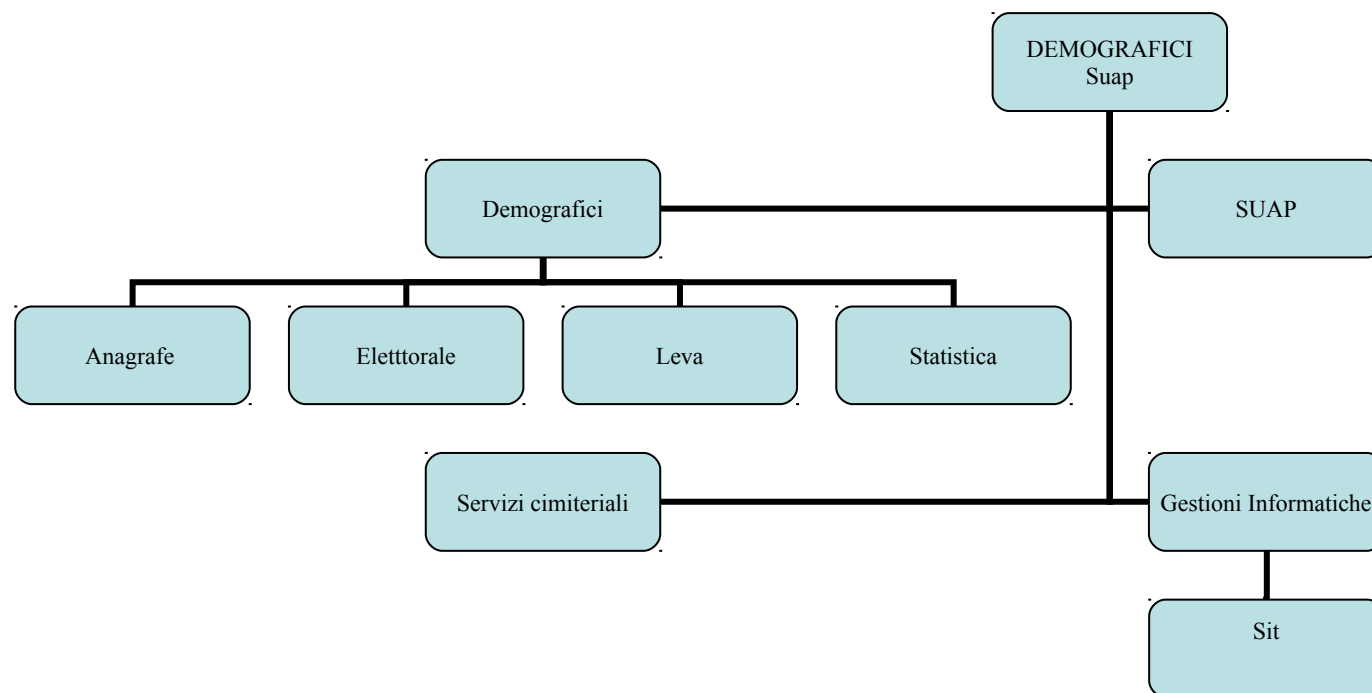 DEMOGRAFICI
Suap
Demografici
SUAP
Anagrafe
Eletttorale
Leva
Statistica
Servizi cimiteriali
Gestioni Informatiche
Sit